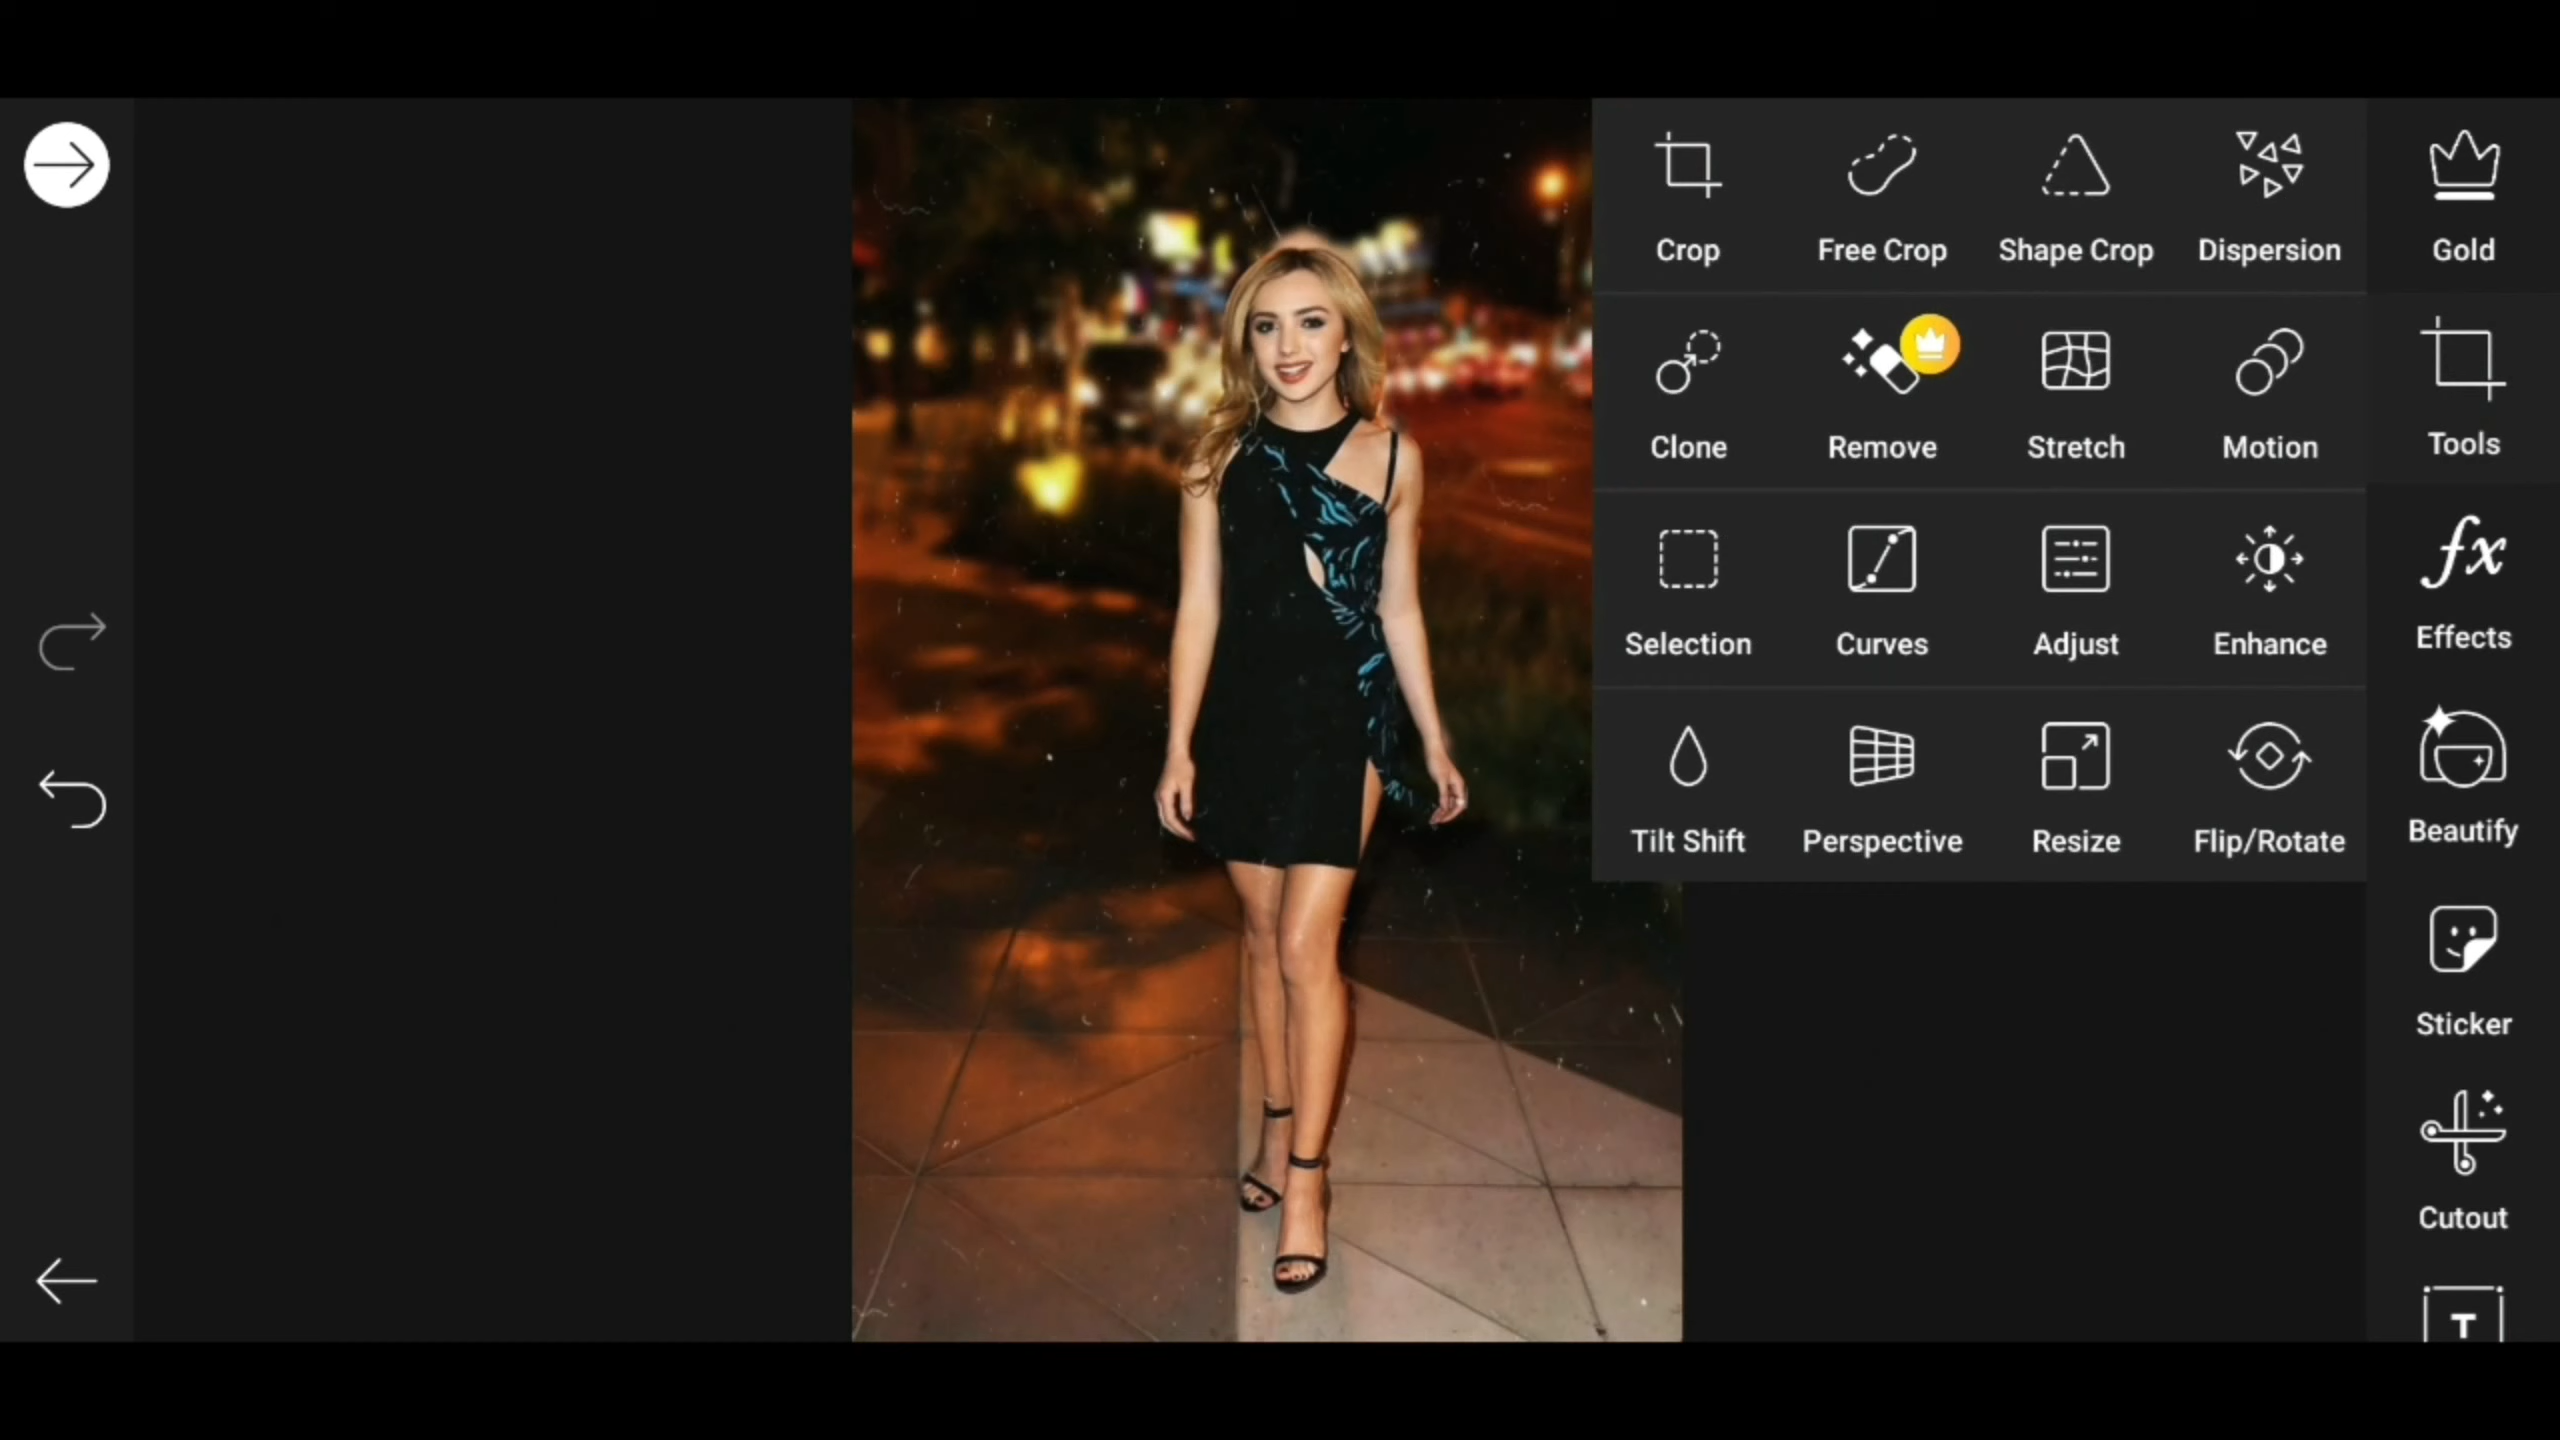 Crop Free Crop Shape Crop Dispersion Gold
Clone Remove Stretch Motion Tools
fx
Selection Curves Adjust Enhance Effects
Tilt Shift Perspective Resize Flip/Rotate Beautify
Sticker
Cutout
T